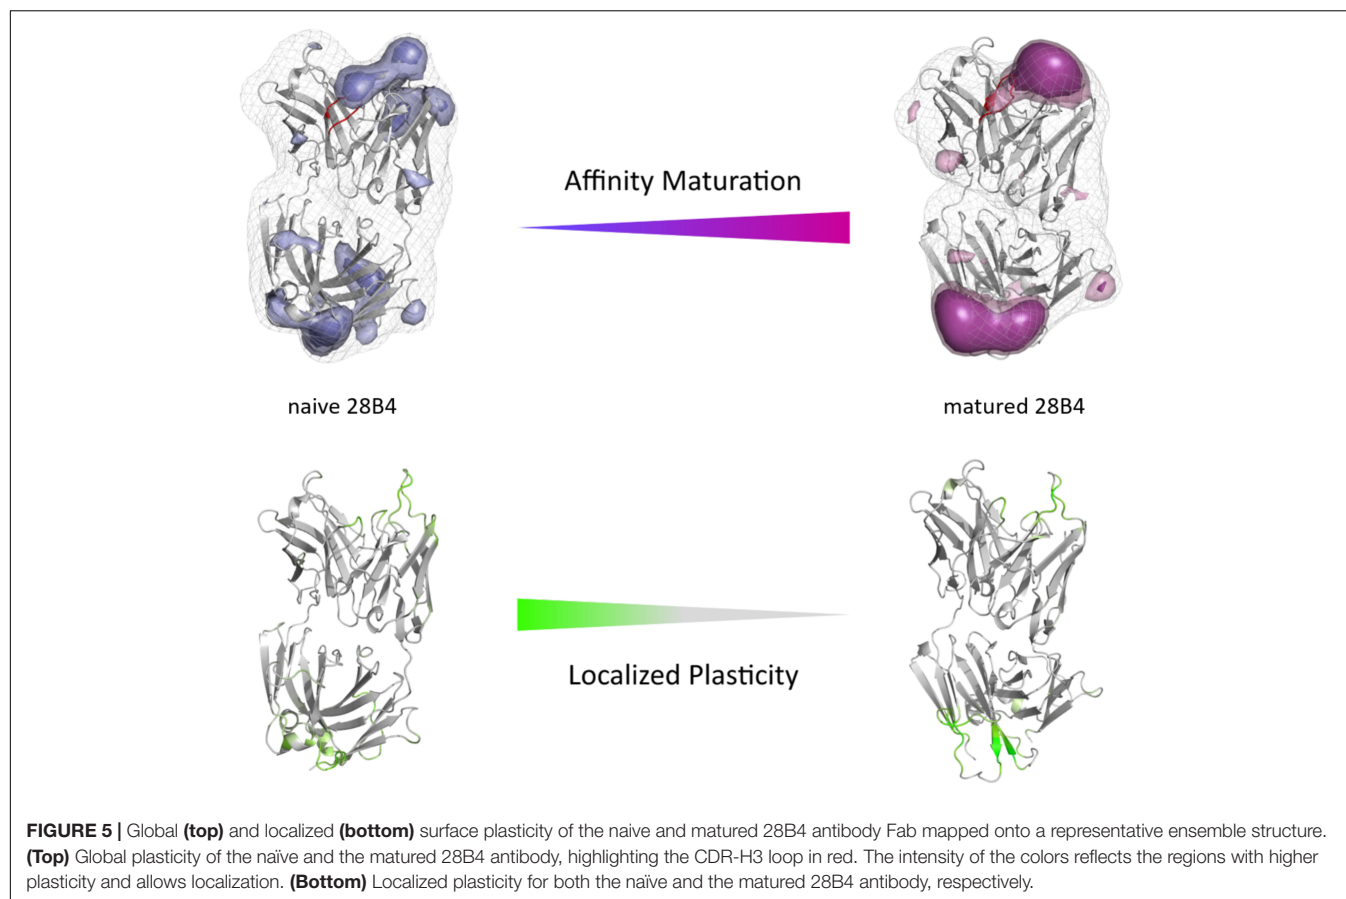 Affinity Maturation
naive 28B4
matured 28B4
Localized Plasticity
FIGURE 5 | Global (top) and localized (bottom) surface plasticity of the naive and matured 28B4 antibody Fab mapped onto a representative ensemble structure.
(Top) Global plasticity of the naïve and the matured 28B4 antibody, highlighting the CDR-H3 loop in red. The intensity of the colors reflects the regions with higher
plasticity and allows localization. (Bottom) Localized plasticity for both the naïve and the matured 28B4 antibody, respectively.